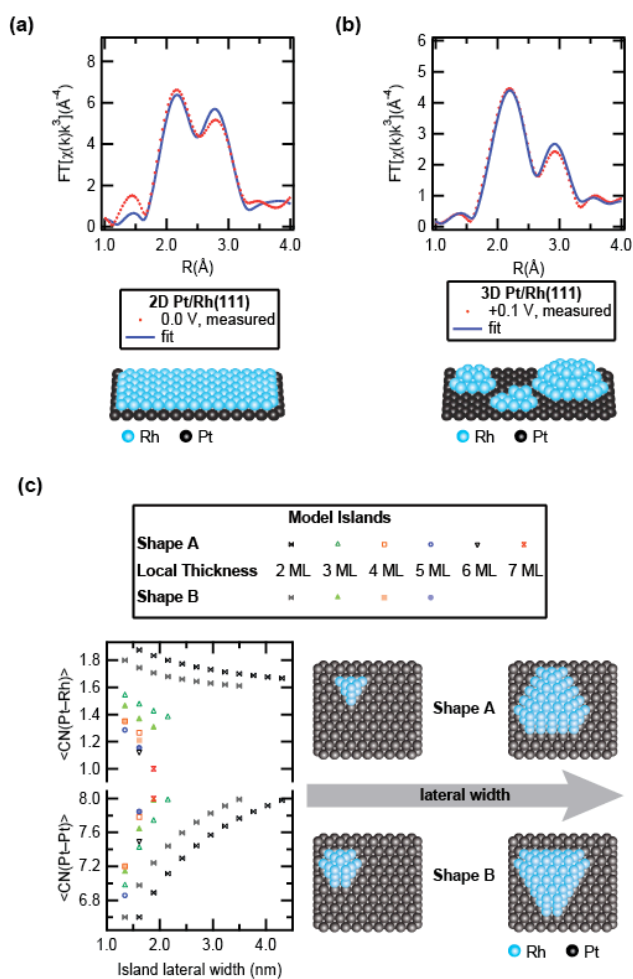 (a)
FT[χ(k)k³](Å⁻⁴)
8
6
4
2
0
1.0 2.0 3.0 4.0
R(Å)
2D Pt/Rh(111)
0.0 V, measured
fit
Rh Pt
(b)
FT[χ(k)k³](Å⁻⁴)
6
5
4
3
2
1
0
1.0 2.0 3.0 4.0
R(Å)
3D Pt/Rh(111)
+0.1 V, measured
fit
Rh Pt
(c)
Model Islands
Shape A
Local Thickness 2 ML 3 ML 4 ML 5 ML 6 ML 7 ML
Shape B
<CN(Pt–Rh)>
1.8
1.6
1.4
1.2
1.0
<CN(Pt–Pt)>
8.0
7.6
7.2
6.8
1.0 2.0 3.0 4.0
Island lateral width (nm)
Shape A
lateral width
Shape B
Rh Pt